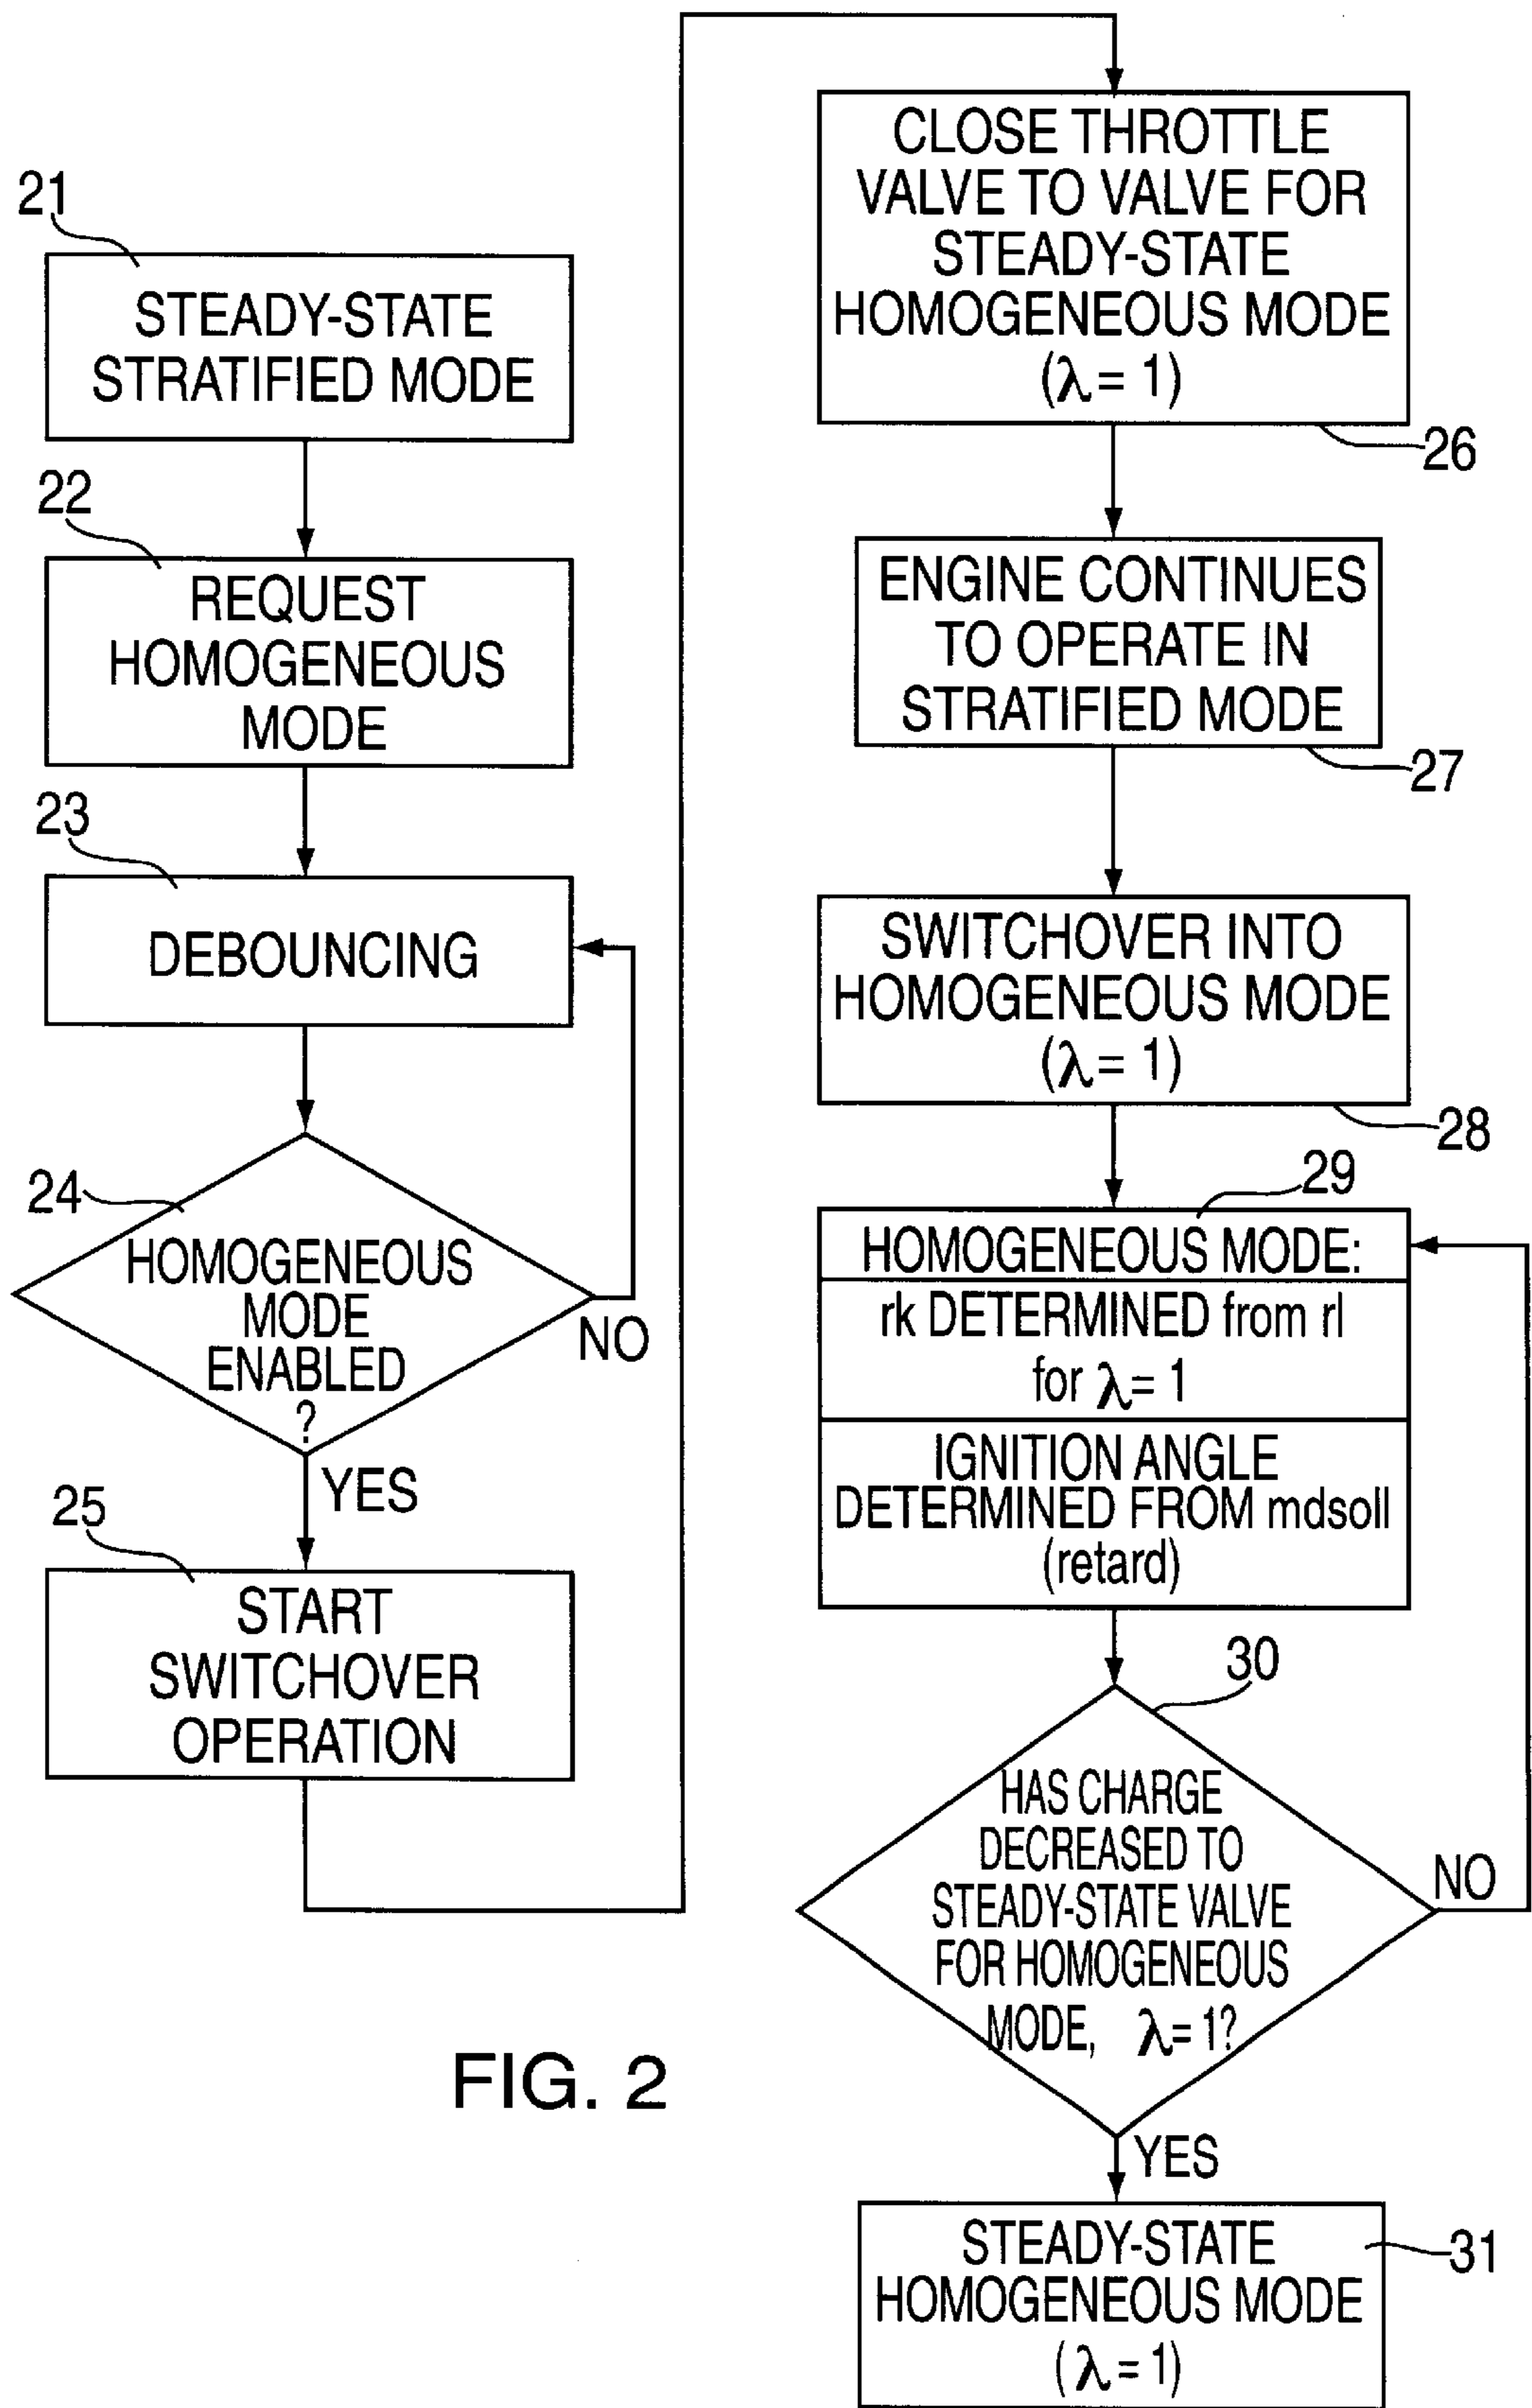 21
STEADY-STATE
STRATIFIED MODE
22
REQUEST
HOMOGENEOUS
MODE
23
DEBOUNCING
24
HOMOGENEOUS
MODE
ENABLED
?
NO
YES
25
START
SWITCHOVER
OPERATION
CLOSE THROTTLE
VALVE TO VALVE FOR
STEADY-STATE
HOMOGENEOUS MODE
(λ = 1)
26
ENGINE CONTINUES
TO OPERATE IN
STRATIFIED MODE
27
SWITCHOVER INTO
HOMOGENEOUS MODE
(λ = 1)
28
29
HOMOGENEOUS MODE:
rk DETERMINED from rl
for λ = 1
IGNITION ANGLE
DETERMINED FROM mdsoll
(retard)
30
HAS CHARGE
DECREASED TO
STEADY-STATE VALVE
FOR HOMOGENEOUS
MODE, λ = 1?
NO
YES
STEADY-STATE
HOMOGENEOUS MODE
(λ = 1)
31
FIG. 2